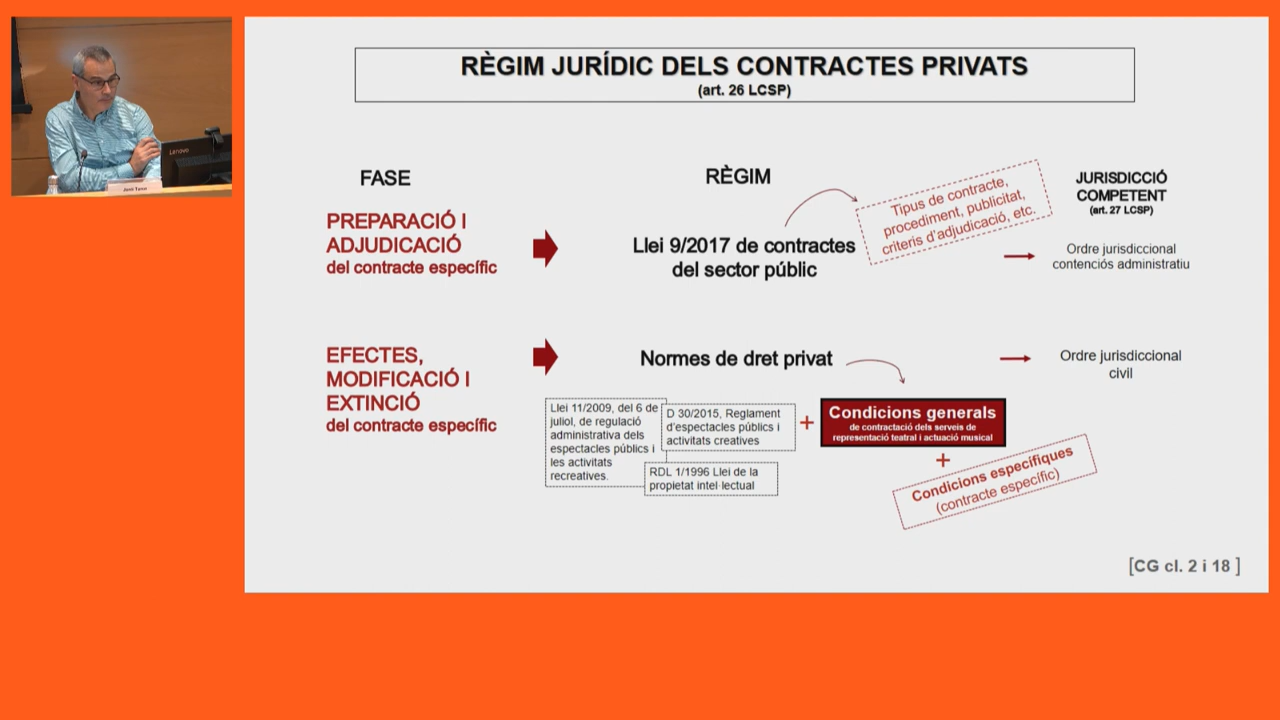 RÈGIM JURÍDIC DELS CONTRACTES PRIVATS
(art. 26 LCSP)
FASE
RÈGIM
JURISDICCIÓ
COMPETENT
(art. 27 LCSP)
PREPARACIÓ I
ADJUDICACIÓ
del contracte específic
Llei 9/2017 de contractes
del sector públic
Tipus de contracte,
procediment, publicitat,
criteris d'adjudicació, etc.
Ordre jurisdiccional
contenciós administratiu
EFECTES,
MODIFICACIÓ I
EXTINCIÓ
del contracte específic
Normes de dret privat
Ordre jurisdiccional
civil
Llei 11/2009, del 6 de
juliol, de regulació
administrativa dels
espectacles públics i
les activitats
recreatives.
D 30/2015, Reglament
d'espectacles públics i
activitats creatives
RDL 1/1996 Llei de la
propietat intel·lectual
+
Condicions generals
de contractació dels serveis de
representació teatral i actuació musical
+
Condicions específiques
(contracte específic)
[CG cl. 2 i 18 ]
Lenovo